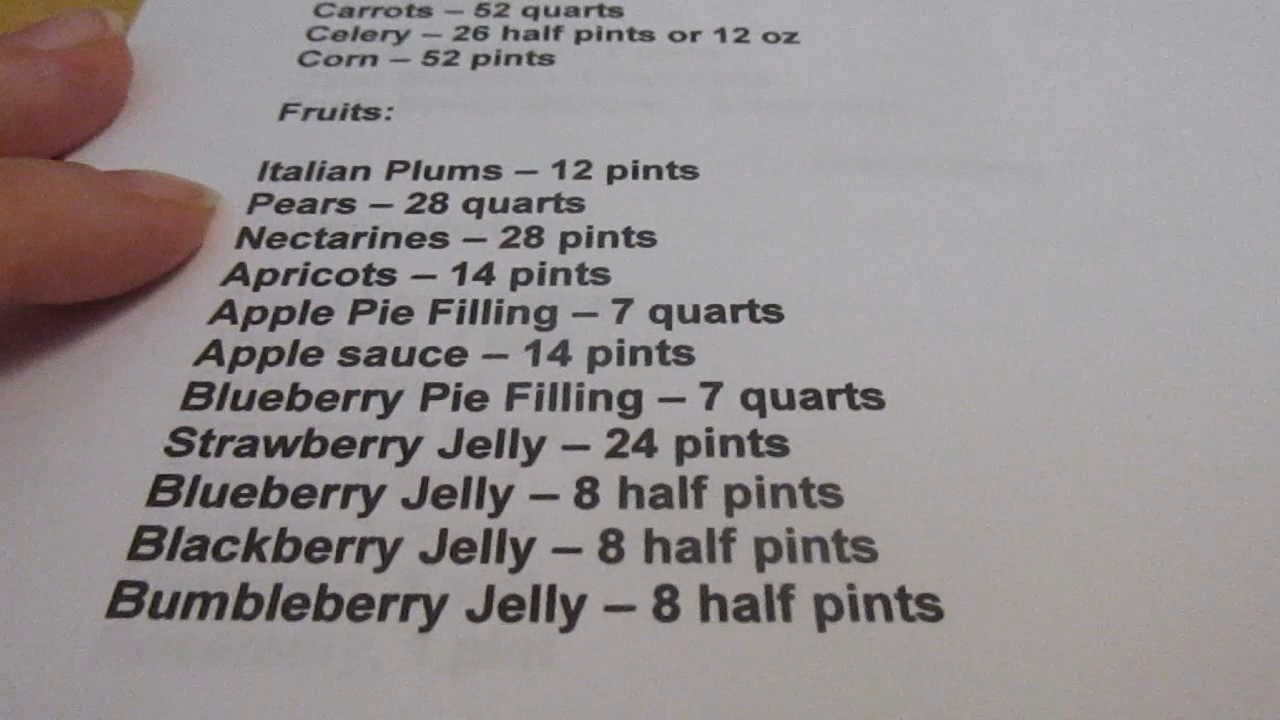 Carrots – 52 quarts
Celery – 26 half pints or 12 oz
Corn – 52 pints
Fruits:
Italian Plums – 12 pints
Pears – 28 quarts
Nectarines – 28 pints
Apricots – 14 pints
Apple Pie Filling – 7 quarts
Apple sauce – 14 pints
Blueberry Pie Filling – 7 quarts
Strawberry Jelly – 24 pints
Blueberry Jelly – 8 half pints
Blackberry Jelly – 8 half pints
Bumbleberry Jelly – 8 half pints